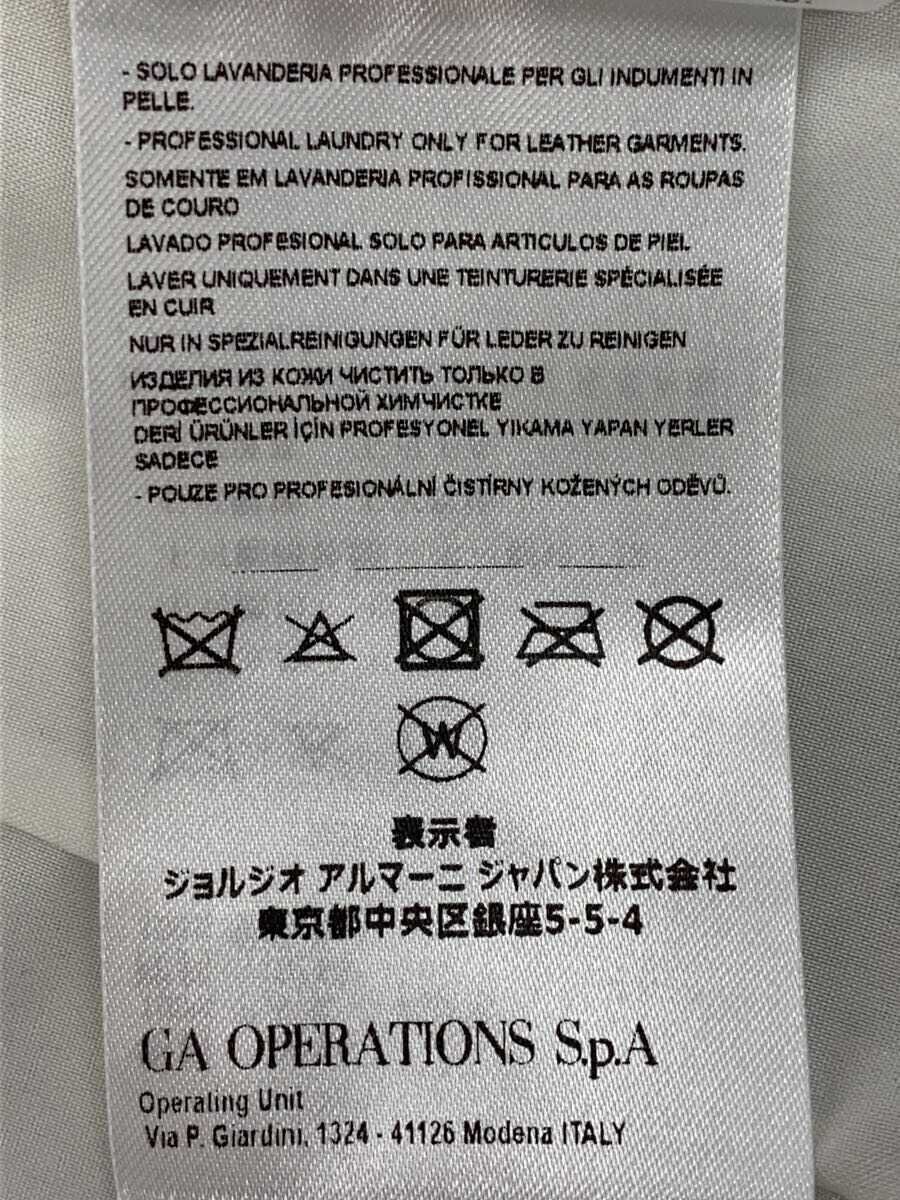 - SOLO LAVANDERIA PROFESSIONALE PER GLI INDUMENTI IN
PELLE.
- PROFESSIONAL LAUNDRY ONLY FOR LEATHER GARMENTS.
SOMENTE EM LAVANDERIA PROFISSIONAL PARA AS ROUPAS
DE COURO
LAVADO PROFESIONAL SOLO PARA ARTICULOS DE PIEL
LAVER UNIQUEMENT DANS UNE TEINTURERIE SPÉCIALISÉE
EN CUIR
NUR IN SPEZIALREINIGUNGEN FÜR LEDER ZU REINIGEN
ИЗДЕЛИЯ ИЗ КОЖИ ЧИСТИТЬ ТОЛЬКО В
ПРОФЕССИОНАЛЬНОЙ ХИМЧИСТКЕ
DERİ ÜRÜNLER İÇİN PROFESYONEL YIKAMA YAPAN YERLER
SADECE
- POUZE PRO PROFESIONÁLNÍ ČISTÍRNY KOŽENÝCH ODĚVŮ.
W
表示者
ジョルジオ アルマーニ ジャパン株式会社
東京都中央区銀座5-5-4
GA OPERATIONS S.p.A
Operating Unit
Via P. Giardini, 1324 - 41126 Modena ITALY